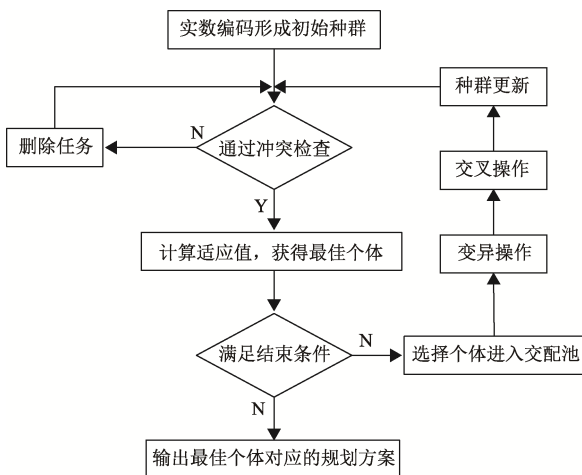 实数编码形成初始种群
种群更新
N
删除任务
通过冲突检查
交叉操作
Y
计算适应值，获得最佳个体
变异操作
满足结束条件
N
选择个体进入交配池
N
输出最佳个体对应的规划方案